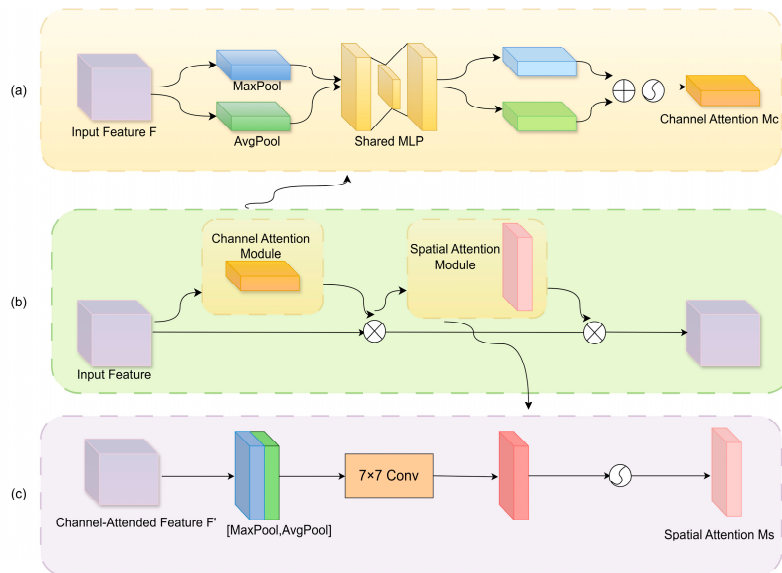 (a)
MaxPool
Input Feature F
AvgPool
Shared MLP
Channel Attention Mc
(b)
Channel Attention
Module
Spatial Attention
Module
Input Feature
(c)
7×7 Conv
Channel-Attended Feature F'
[MaxPool,AvgPool]
Spatial Attention Ms